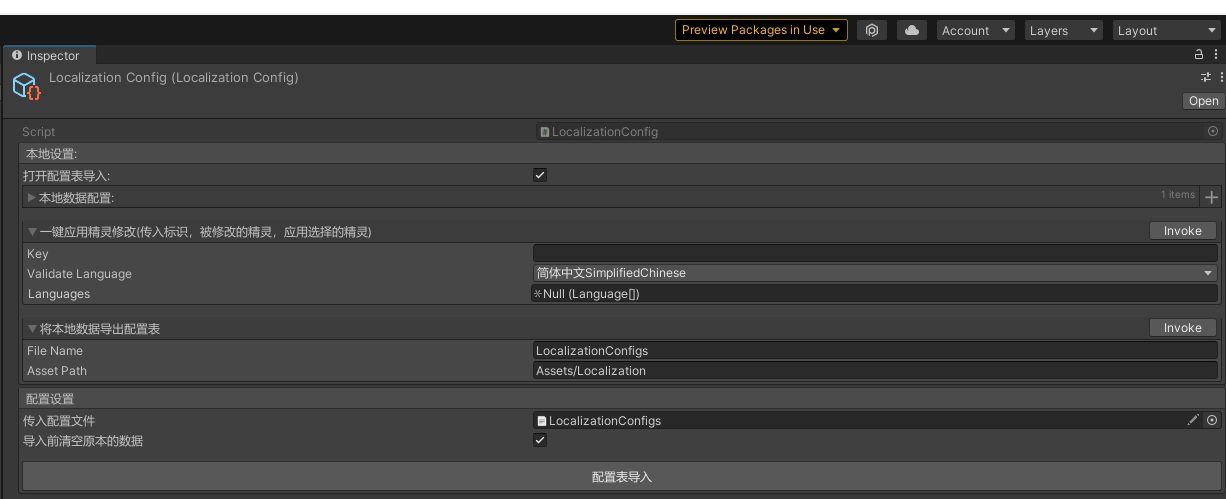 Preview Packages in Use Account Layers Layout
Inspector
Localization Config (Localization Config)
Open
Script LocalizationConfig
本地设置:
打开配置表导入:
本地数据配置: 1 items
一键应用精灵修改(传入标识，被修改的精灵，应用选择的精灵) Invoke
Key
Validate Language 简体中文SimplifiedChinese
Languages Null (Language[])
将本地数据导出配置表 Invoke
File Name LocalizationConfigs
Asset Path Assets/Localization
配置设置
传入配置文件 LocalizationConfigs
导入前清空原本的数据
配置表导入